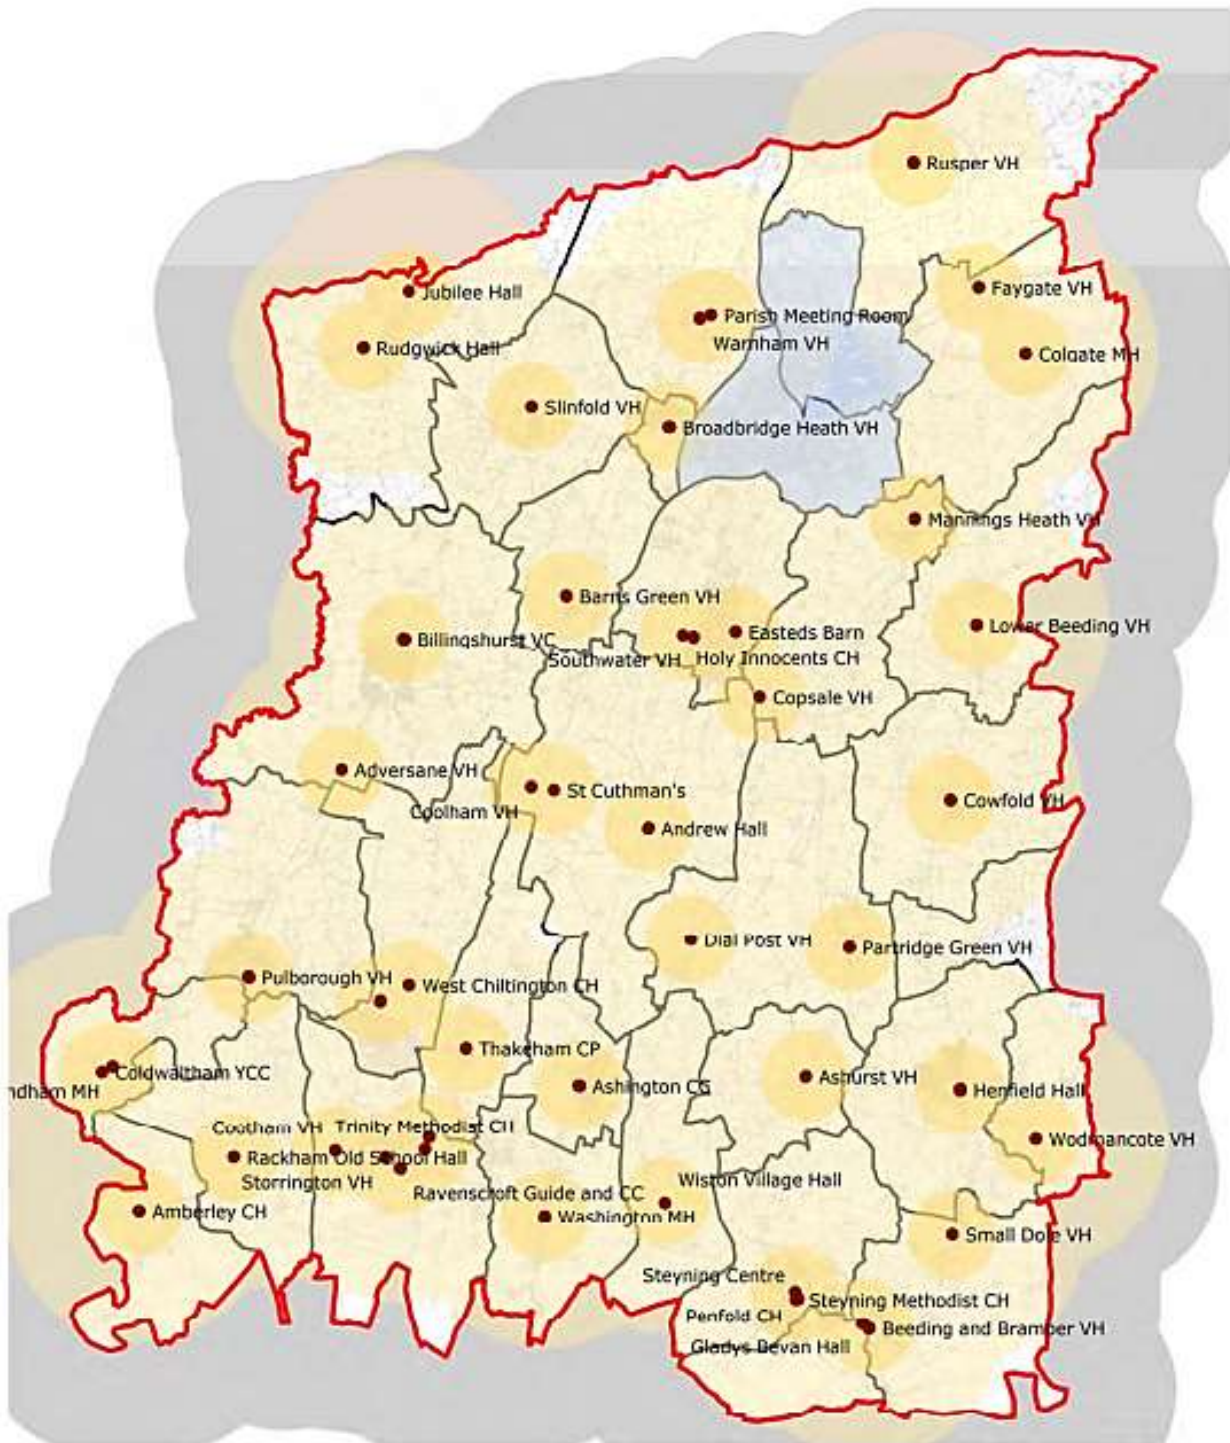 Rusper VH
Faygate VH
Jubilee Hall
Parish Meeting Room
Warnham VH
Rudgwick Hall
Colgate MH
Slinfold VH
Broadbridge Heath VH
Mannings Heath VH
Barns Green VH
Lower Beeding VH
Easteds Barn
Billingshurst VC
Southwater VH
Holy Innocents CH
Copsale VH
Adversane VH
St Cuthman's
Cowfold VH
Coolham VH
Andrew Hall
Dial Post VH
Partridge Green VH
Pulborough VH
West Chiltington CH
Thakeham CP
Coldwaltham YCC
Ashurst VH
ndham MH
Ashington CC
Henfield Hall
Cootham VH
Trinity Methodist CH
Wodmancote VH
Rackham Old School Hall
Storrington VH
Wiston Village Hall
Ravenscroft Guide and CC
Amberley CH
Washington MH
Small Dole VH
Steyning Centre
Steyning Methodist CH
Penfold CH
Beeding and Bramber VH
Gladys Bevan Hall